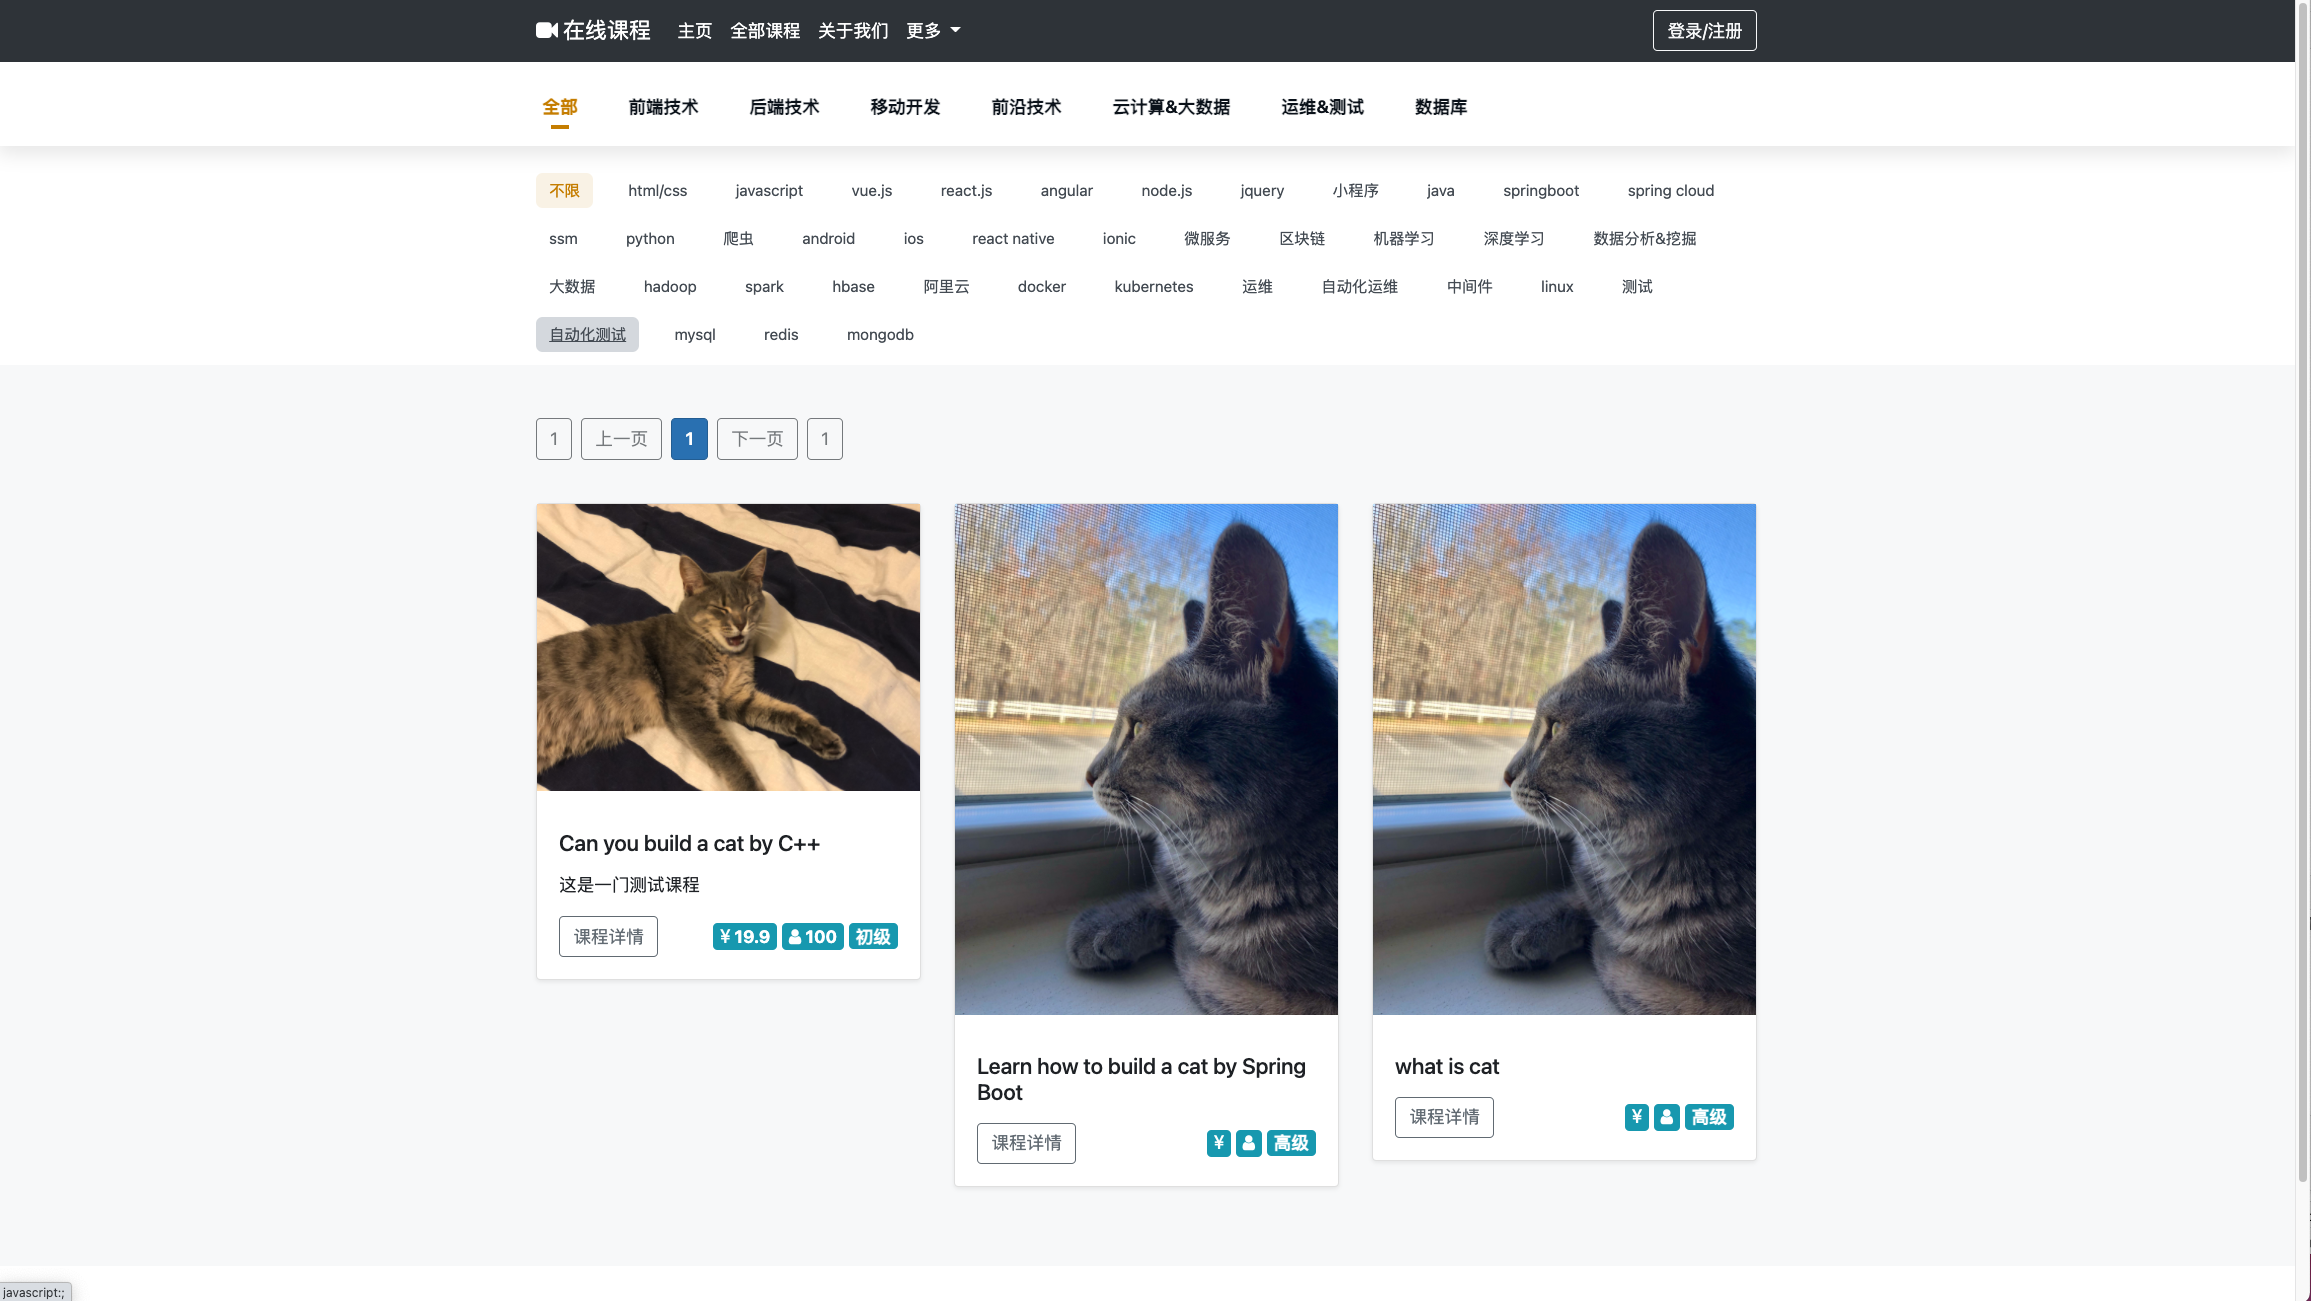 在线课程 主页 全部课程 关于我们 更多 登录/注册
全部 前端技术 后端技术 移动开发 前沿技术 云计算&大数据 运维&测试 数据库
不限 html/css javascript vue.js react.js angular node.js jquery 小程序 java springboot spring cloud
ssm python 爬虫 android ios react native ionic 微服务 区块链 机器学习 深度学习 数据分析&挖掘
大数据 hadoop spark hbase 阿里云 docker kubernetes 运维 自动化运维 中间件 linux 测试
自动化测试 mysql redis mongodb
1 上一页 1 下一页 1
Can you build a cat by C++
这是一门测试课程
课程详情 ¥ 19.9 100 初级
Learn how to build a cat by Spring
Boot
课程详情 ¥ 高级
what is cat
课程详情 ¥ 高级
javascript:;